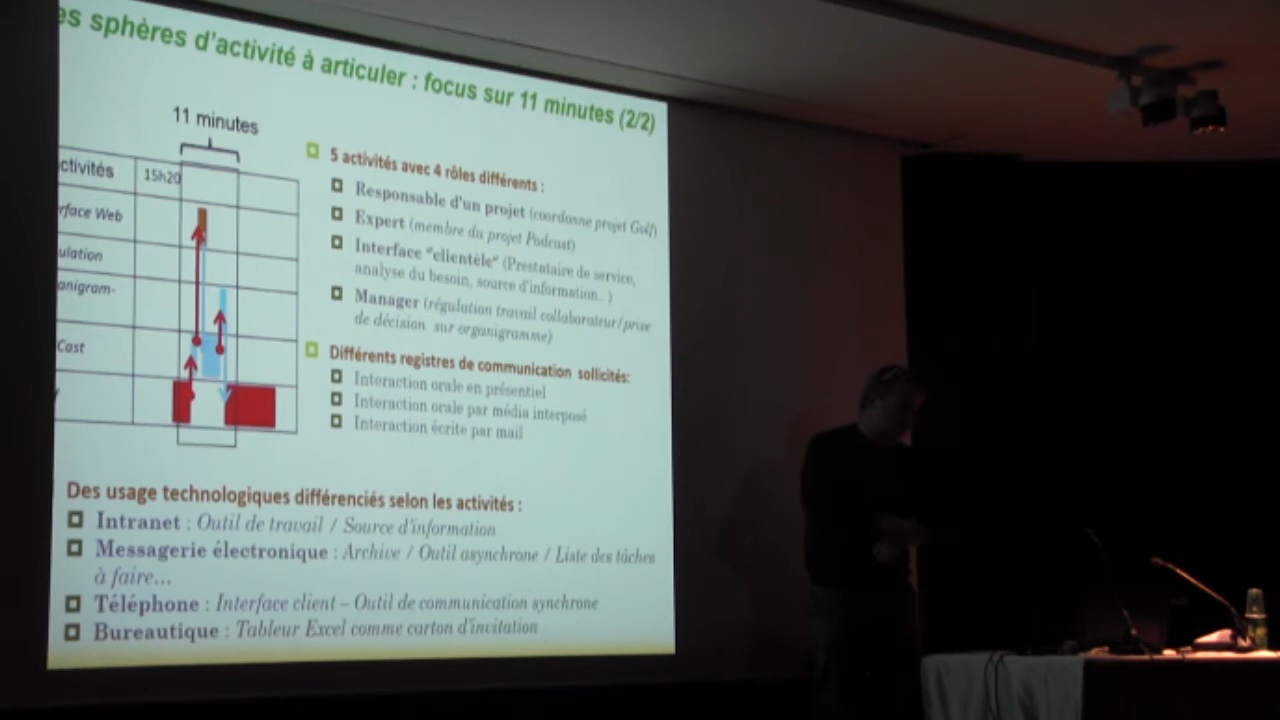 es sphères d'activité à articuler : focus sur 11 minutes (2/2)
11 minutes
ctivités
15h20
rface Web
ulation
anigram-
Cast
5 activités avec 4 rôles différents :
Responsable d'un projet (coordonne projet Golf)
Expert (membre du projet Podcast)
Interface "clientèle" (Prestataire de service,
analyse du besoin, source d'information.. )
Manager (régulation travail collaborateur/prise
de décision sur organigramme)
Différents registres de communication sollicités:
Interaction orale en présentiel
Interaction orale par média interposé
Interaction écrite par mail
Des usage technologiques différenciés selon les activités :
Intranet : Outil de travail / Source d'information
Messagerie électronique : Archive / Outil asynchrone / Liste des tâches
à faire...
Téléphone : Interface client – Outil de communication synchrone
Bureautique : Tableur Excel comme carton d'invitation